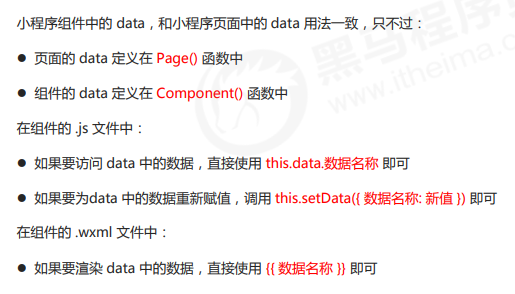 小程序组件中的 data，和小程序页面中的 data 用法一致，只不过：
● 页面的 data 定义在 Page() 函数中
● 组件的 data 定义在 Component() 函数中
在组件的 .js 文件中：
● 如果要访问 data 中的数据，直接使用 this.data.数据名称 即可
● 如果要为data 中的数据重新赋值，调用 this.setData({ 数据名称: 新值 }) 即可
在组件的 .wxml 文件中：
● 如果要渲染 data 中的数据，直接使用 {{ 数据名称 }} 即可
黑马程序
www.itheima.c